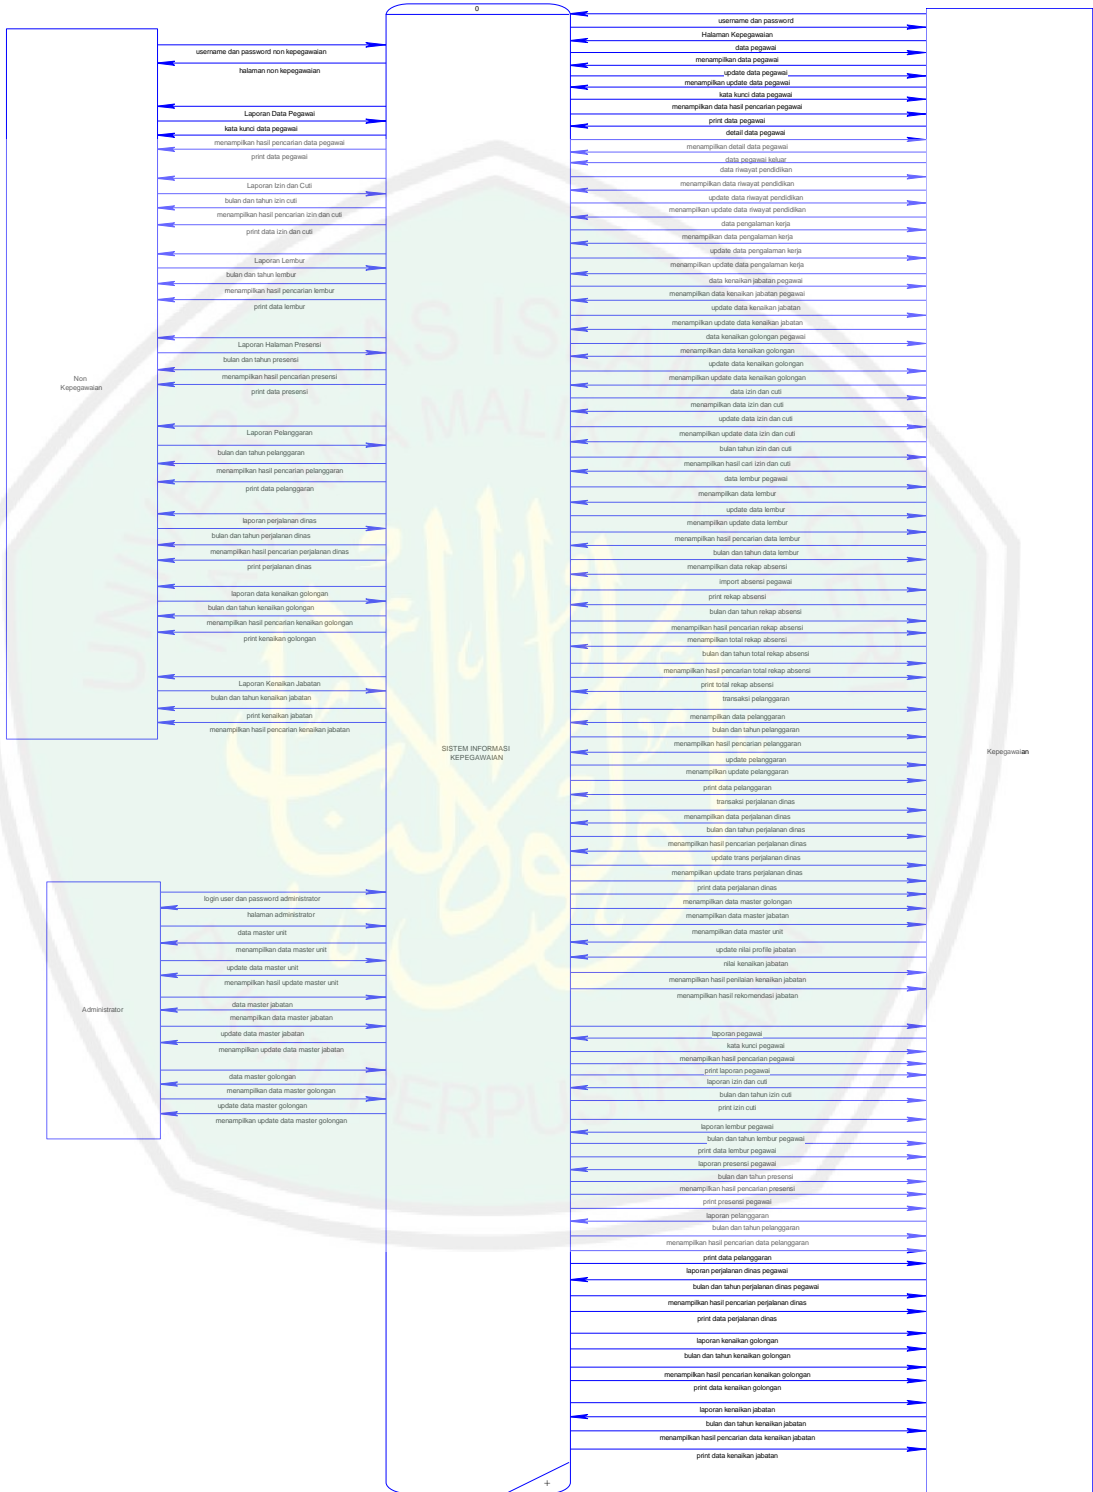 0
Non
Kepegawaian
username dan password non kepegawaian
halaman non kepegawaian
Laporan Data Pegawai
kata kunci data pegawai
menampilkan hasil pencarian data pegawai
print data pegawai
Laporan Izin dan Cuti
bulan dan tahun izin cuti
menampilkan hasil pencarian izin dan cuti
print data izin dan cuti
Laporan Lembur
bulan dan tahun lembur
menampilkan hasil pencarian lembur
print data lembur
Laporan Halaman Presensi
bulan dan tahun presensi
menampilkan hasil pencarian presensi
print data presensi
Laporan Pelanggaran
bulan dan tahun pelanggaran
menampilkan hasil pencarian pelanggaran
print data pelanggaran
laporan perjalanan dinas
bulan dan tahun perjalanan dinas
menampilkan hasil pencarian perjalanan dinas
print perjalanan dinas
laporan data kenaikan golongan
bulan dan tahun kenaikan golongan
menampilkan hasil pencarian kenaikan golongan
print kenaikan golongan
Laporan Kenaikan Jabatan
bulan dan tahun kenaikan jabatan
print kenaikan jabatan
menampilkan hasil pencarian kenaikan jabatan
Administrator
login user dan password administrator
halaman administrator
data master unit
menampilkan data master unit
update data master unit
menampilkan hasil update master unit
data master jabatan
menampilkan data master jabatan
update data master jabatan
menampilkan update data master jabatan
data master golongan
menampilkan data master golongan
update data master golongan
menampilkan update data master golongan
SISTEM INFORMASI
KEPEGAWAIAN
+
username dan password
Halaman Kepegawaian
data pegawai
menampilkan data pegawai
update data pegawai
menampilkan update data pegawai
kata kunci data pegawai
menampilkan data hasil pencarian pegawai
print data pegawai
detail data pegawai
menampilkan detail data pegawai
data pegawai keluar
data riwayat pendidikan
menampilkan data riwayat pendidikan
update data riwayat pendidikan
menampilkan update data riwayat pendidikan
data pengalaman kerja
menampilkan data pengalaman kerja
update data pengalaman kerja
menampilkan update data pengalaman kerja
data kenaikan jabatan pegawai
menampilkan data kenaikan jabatan pegawai
update data kenaikan jabatan
menampilkan update data kenaikan jabatan
data kenaikan golongan pegawai
menampilkan data kenaikan golongan
update data kenaikan golongan
menampilkan update data kenaikan golongan
data izin dan cuti
menampilkan data izin dan cuti
update data izin dan cuti
menampilkan update data izin dan cuti
bulan tahun izin dan cuti
menampilkan hasil cari izin dan cuti
data lembur pegawai
menampilkan data lembur
update data lembur
menampilkan update data lembur
menampilkan hasil pencarian data lembur
bulan dan tahun data lembur
menampilkan data rekap absensi
import absensi pegawai
print rekap absensi
bulan dan tahun rekap absensi
menampilkan hasil pencarian rekap absensi
menampilkan total rekap absensi
bulan dan tahun total rekap absensi
menampilkan hasil pencarian total rekap absensi
print total rekap absensi
transaksi pelanggaran
menampilkan data pelanggaran
bulan dan tahun pelanggaran
menampilkan hasil pencarian pelanggaran
update pelanggaran
menampilkan update pelanggaran
print data pelanggaran
transaksi perjalanan dinas
menampilkan data perjalanan dinas
bulan dan tahun perjalanan dinas
menampilkan hasil pencarian perjalanan dinas
update trans perjalanan dinas
menampilkan update trans perjalanan dinas
print data perjalanan dinas
menampilkan data master golongan
menampilkan data master jabatan
menampilkan data master unit
update nilai profile jabatan
nilai kenaikan jabatan
menampilkan hasil penilaian kenaikan jabatan
menampilkan hasil rekomendasi jabatan
laporan pegawai
kata kunci pegawai
menampilkan hasil pencarian pegawai
print laporan pegawai
laporan izin dan cuti
bulan dan tahun izin cuti
print izin cuti
laporan lembur pegawai
bulan dan tahun lembur pegawai
print data lembur pegawai
laporan presensi pegawai
bulan dan tahun presensi
menampilkan hasil pencarian presensi
print presensi pegawai
laporan pelanggaran
bulan dan tahun pelanggaran
menampilkan hasil pencarian data pelanggaran
print data pelanggaran
laporan perjalanan dinas pegawai
bulan dan tahun perjalanan dinas pegawai
menampilkan hasil pencarian perjalanan dinas
print data perjalanan dinas
laporan kenaikan golongan
bulan dan tahun kenaikan golongan
menampilkan hasil pencarian kenaikan golongan
print data kenaikan golongan
laporan kenaikan jabatan
bulan dan tahun kenaikan jabatan
menampilkan hasil pencarian data kenaikan jabatan
print data kenaikan jabatan
Kepegawaian